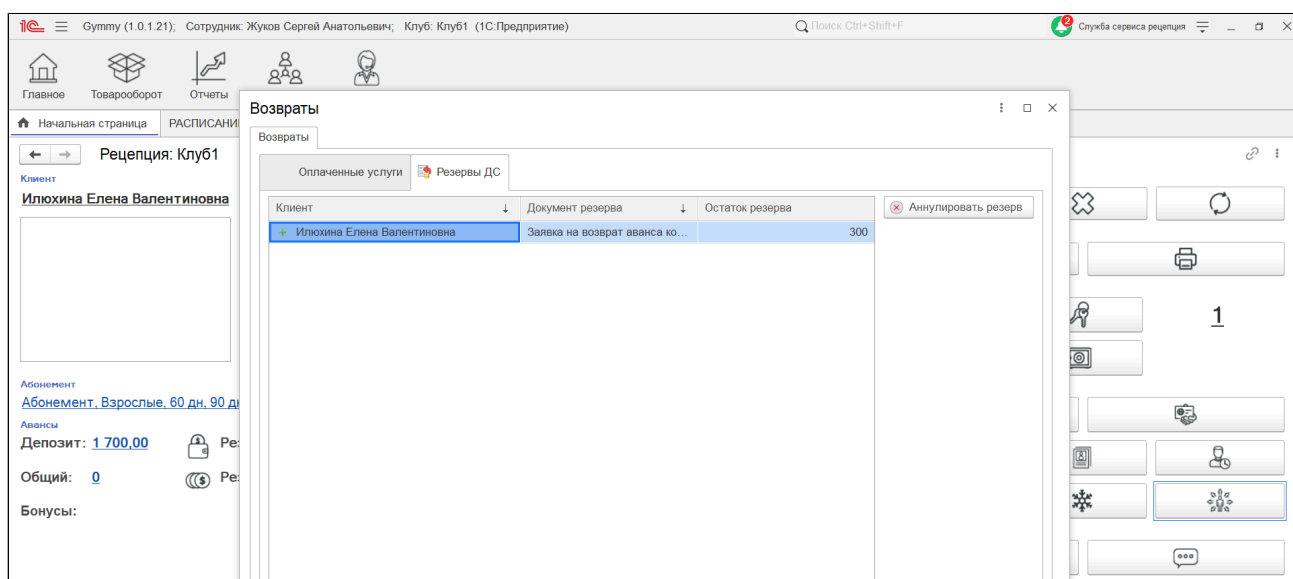 1С Gymmy (1.0.1.21); Сотрудник: Жуков Сергей Анатольевич; Клуб: Клуб1 (1С:Предприятие) Поиск Ctrl+Shift+F 2 Служба сервиса рецепция
Главное Товарооборот Отчеты
Возвраты
Начальная страница РАСПИСАНИ
Возвраты
Рецепция: Клуб1
Оплаченные услуги Резервы ДС
Клиент
Илюхина Елена Валентиновна
Клиент Документ резерва Остаток резерва Аннулировать резерв
Илюхина Елена Валентиновна Заявка на возврат аванса ко... 300
1
Абонемент
Абонемент, Взрослые, 60 дн, 90 д
Авансы
Депозит: 1 700,00 Ре
Общий: 0 Ре
Бонусы: